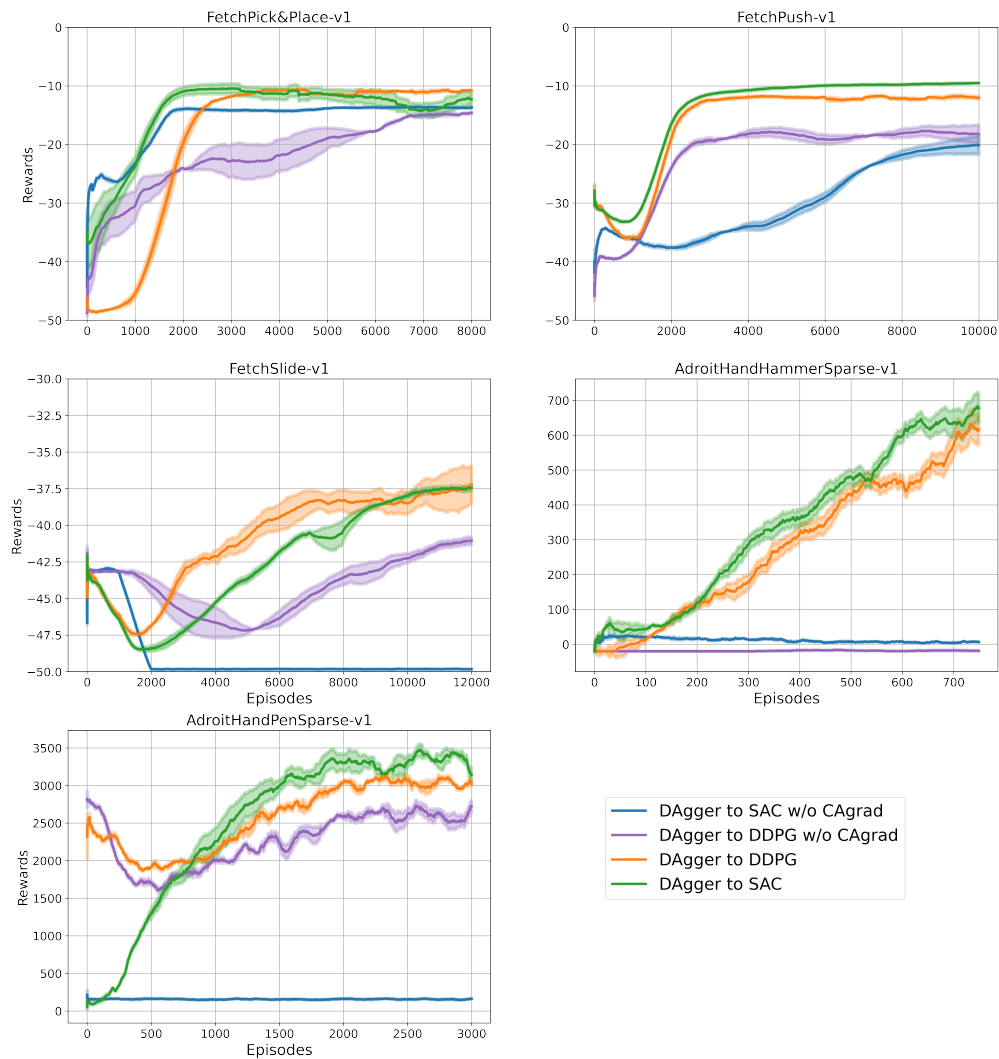 FetchPick&Place-v1
0
−10
−20
−30
−40
−50
Rewards
0 1000 2000 3000 4000 5000 6000 7000 8000
FetchPush-v1
0
−10
−20
−30
−40
−50
0 2000 4000 6000 8000 10000
FetchSlide-v1
−30.0
−32.5
−35.0
−37.5
−40.0
−42.5
−45.0
−47.5
−50.0
Rewards
0 2000 4000 6000 8000 10000 12000
Episodes
AdroitHandHammerSparse-v1
700
600
500
400
300
200
100
0
0 100 200 300 400 500 600 700
Episodes
AdroitHandPenSparse-v1
3500
3000
2500
2000
1500
1000
500
0
Rewards
0 500 1000 1500 2000 2500 3000
Episodes
DAgger to SAC w/o CAgrad
DAgger to DDPG w/o CAgrad
DAgger to DDPG
DAgger to SAC